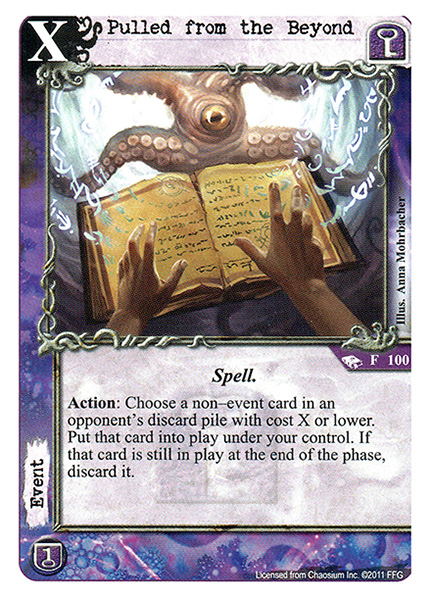 X
Pulled from the Beyond
Illus. Anna Mohrbacher
F 100
Spell.
Action: Choose a non–event card in an
opponent's discard pile with cost X or lower.
Put that card into play under your control. If
that card is still in play at the end of the phase,
discard it.
Event
1
Licensed from Chaosium Inc. ©2011 FFG